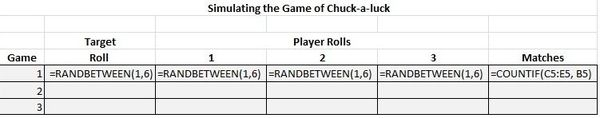 Simulating the Game of Chuck-a-luck
Target Player Rolls
Game Roll 1 2 3 Matches
1 =RANDBETWEEN(1,6) =RANDBETWEEN(1,6) =RANDBETWEEN(1,6) =RANDBETWEEN(1,6) =COUNTIF(C5:E5, B5)
2
3